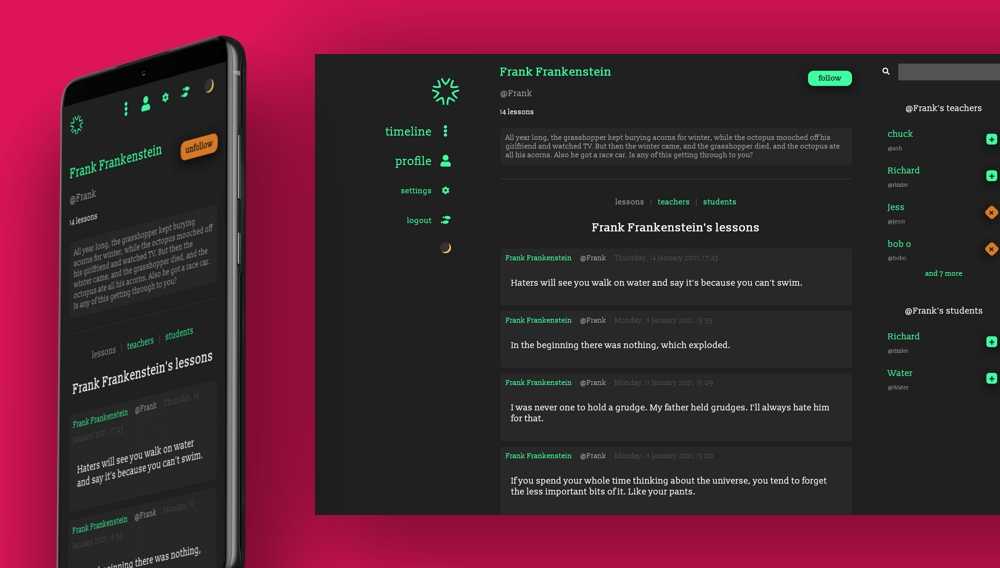 unfollow
Frank Frankenstein
@Frank
14 lessons
All year long, the grasshopper kept burying
acorns for winter, while the octopus mooched off
his girlfriend and watched TV. But then the
winter came, and the grasshopper died, and the
octopus ate all his acorns. Also he got a race car.
Is any of this getting through to you?
lessons | teachers | students
Frank Frankenstein's lessons
Frank Frankenstein @Frank Thursday, 14
January 2021, 17:43
Haters will see you walk on water
and say it's because you can't swim.
Frank Frankenstein @Frank Monday, 11
January 2021, 15:59
beginning there was nothing,
timeline
profile
settings
logout
Frank Frankenstein
follow
@Frank
14 lessons
All year long, the grasshopper kept burying acorns for winter, while the octopus mooched off his
girlfriend and watched TV. But then the winter came, and the grasshopper died, and the octopus ate
all his acorns. Also he got a race car. Is any of this getting through to you?
lessons | teachers | students
Frank Frankenstein's lessons
Frank Frankenstein @Frank Thursday, 14 January 2021, 17:43
Haters will see you walk on water and say it's because you can't swim.
Frank Frankenstein @Frank Monday, 11 January 2021, 15:59
In the beginning there was nothing, which exploded.
Frank Frankenstein @Frank Monday, 11 January 2021, 15:09
I was never one to hold a grudge. My father held grudges. I'll always hate him
for that.
Frank Frankenstein @Frank Monday, 11 January 2021, 15:00
If you spend your whole time thinking about the universe, you tend to forget
the less important bits of it. Like your pants.
@Frank's teachers
chuck
Richard
Jess
bob o
@bobo
and 7 more
@Frank's students
Richard
Water
@Water